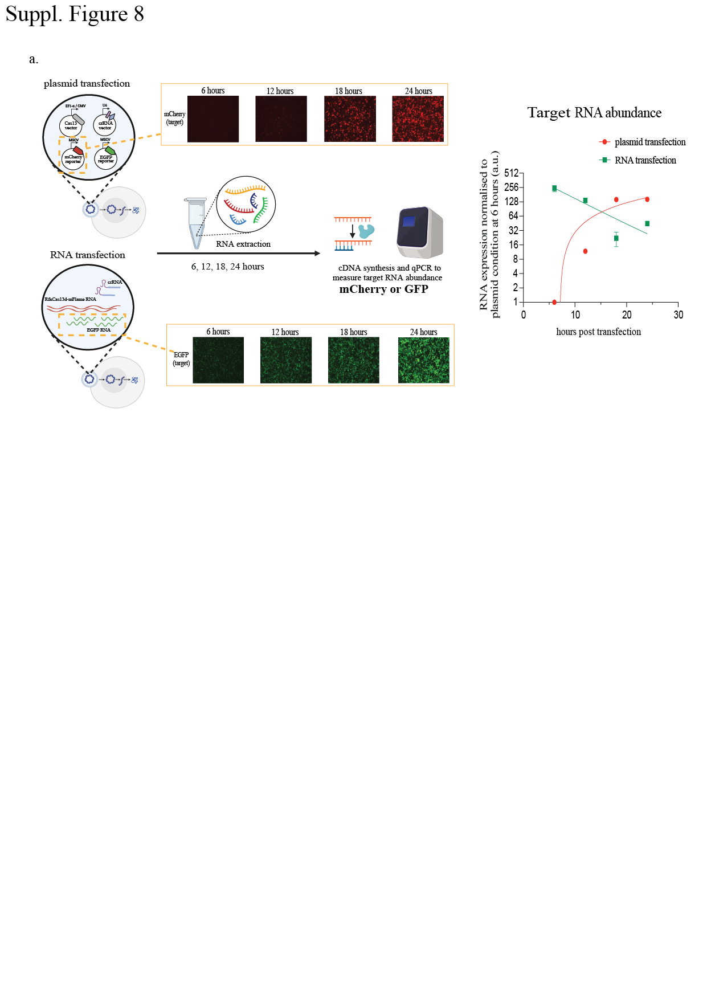 Suppl. Figure 8
a.
plasmid transfection
EF1-α / CMV
U6
Cas13
vector
crRNA
vector
MSCV
MSCV
mCherry
reporter
EGFP
reporter
6 hours
12 hours
18 hours
24 hours
mCherry
(target)
RNA extraction
6, 12, 18, 24 hours
cDNA synthesis and qPCR to
measure target RNA abundance
mCherry or GFP
RNA transfection
crRNA
RfxCas13d-mFlame RNA
EGFP RNA
6 hours
12 hours
18 hours
24 hours
EGFP
(target)
Target RNA abundance
plasmid transfection
RNA transfection
RNA expression normalised to
plasmid condition at 6 hours (a.u.)
512
256
128
64
32
16
8
4
2
1
0
10
20
30
hours post transfection